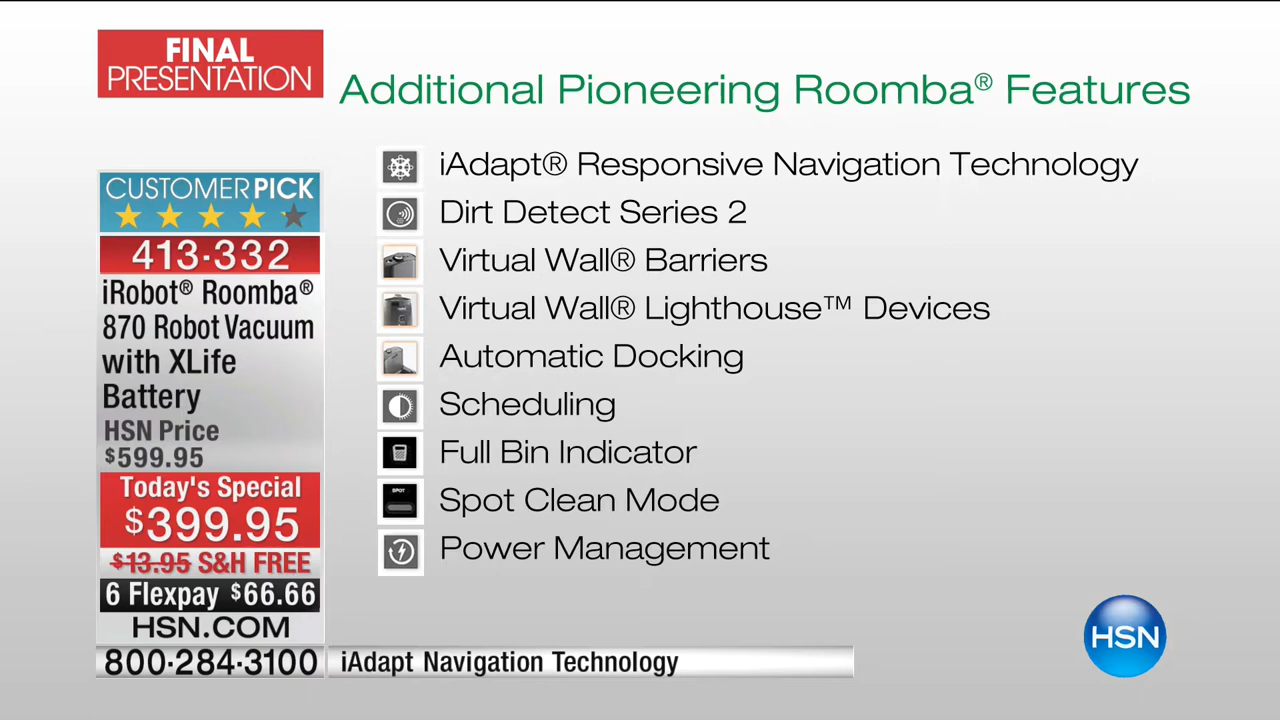 FINAL
PRESENTATION
Additional Pioneering Roomba® Features
iAdapt® Responsive Navigation Technology
Dirt Detect Series 2
Virtual Wall® Barriers
Virtual Wall® Lighthouse™ Devices
Automatic Docking
Scheduling
Full Bin Indicator
SPOT
Spot Clean Mode
Power Management
CUSTOMER PICK
413·332
iRobot® Roomba®
870 Robot Vacuum
with XLife
Battery
HSN Price
$599.95
Today's Special
$399.95
$13.95 S&H FREE
6 Flexpay $66.66
HSN.COM
800·284·3100
iAdapt Navigation Technology
HSN